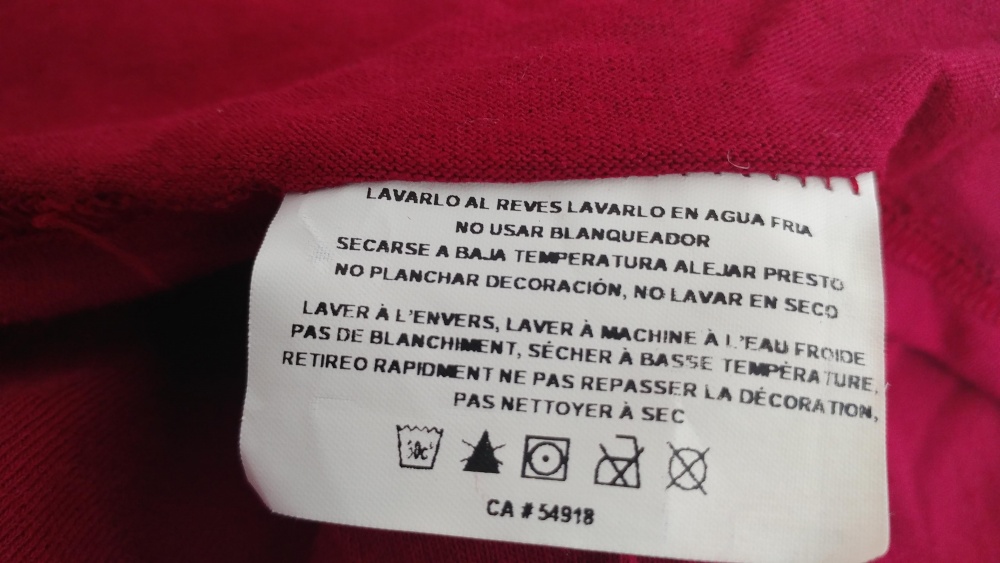 LAVARLO AL REVES LAVARLO EN AGUA FRIA
NO USAR BLANQUEADOR
SECARSE A BAJA TEMPERATURA ALEJAR PRESTO
NO PLANCHAR DECORACIÓN, NO LAVAR EN SECO
LAVER À L'ENVERS, LAVER À MACHINE À L'EAU FROIDE
PAS DE BLANCHIMENT, SÉCHER À BASSE TEMPÉRATURE,
RETIREO RAPIDMENT NE PAS REPASSER LA DÉCORATION,
PAS NETTOYER À SEC
30c
CA # 54918